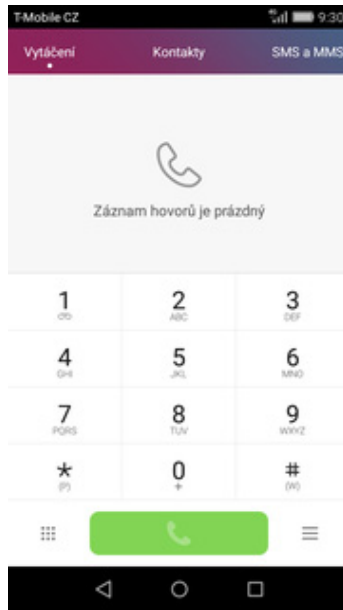 T-Mobile CZ 9:30
Vytáčení Kontakty SMS a MMS
Záznam hovorů je prázdný
1 2 3
ABC DEF
4 5 6
GHI JKL MNO
7 8 9
PQRS TUV WXYZ
* 0 #
(P) + (W)